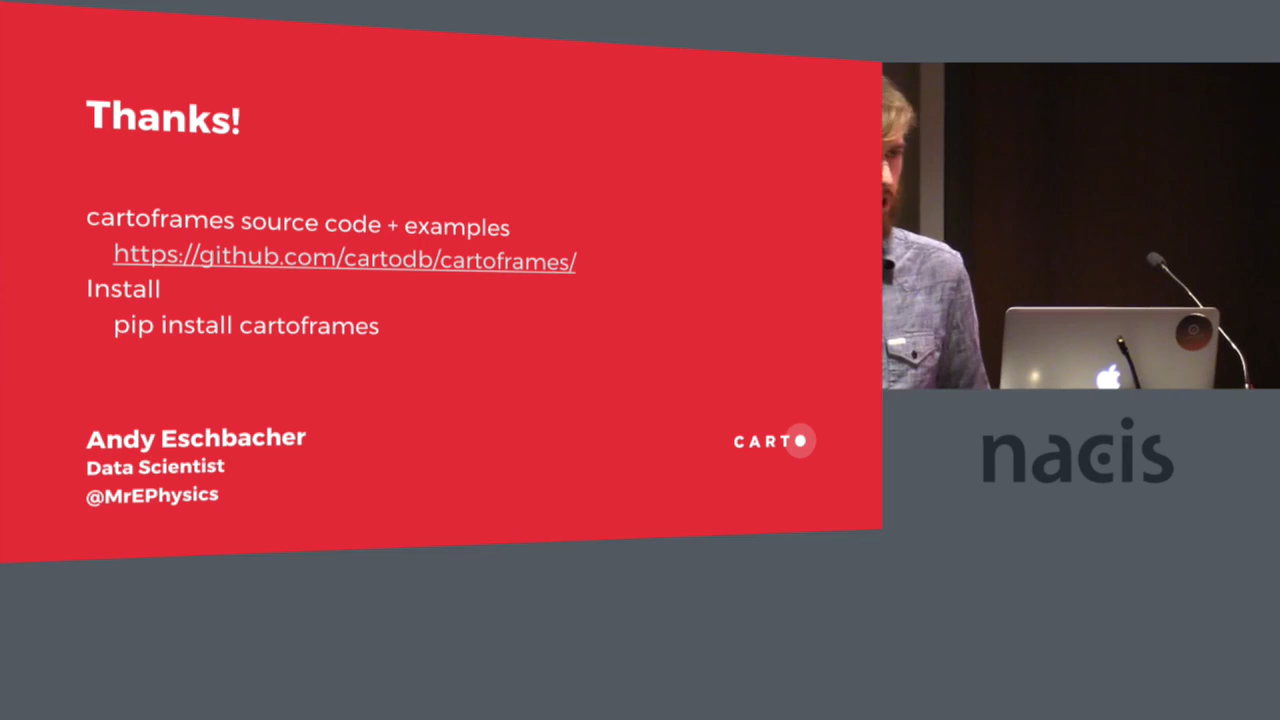 Thanks!
cartoframes source code + examples
https://github.com/cartodb/cartoframes/
Install
pip install cartoframes
Andy Eschbacher
Data Scientist
@MrEPhysics
CARTO
nacis